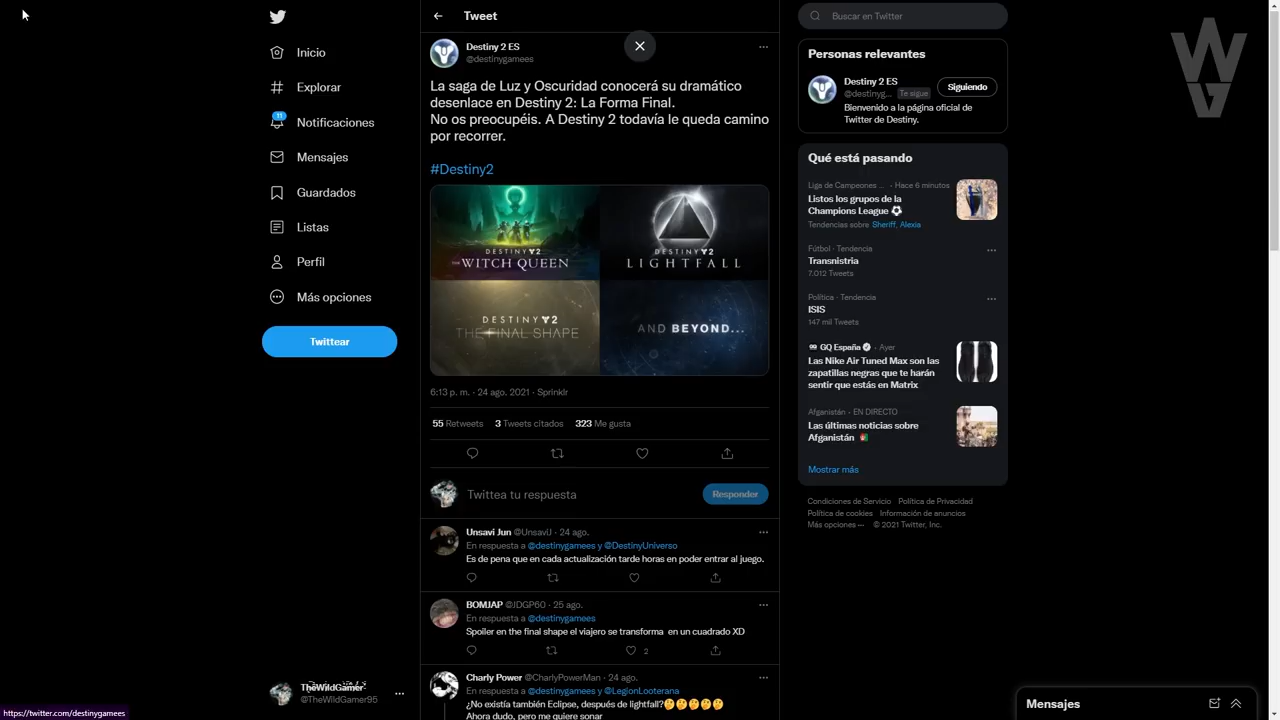 Tweet
Buscar en Twitter
Inicio
Explorar
11
Notificaciones
Mensajes
Guardados
Listas
Perfil
Más opciones
Twittear
TheWildGamer
@TheWildGamer95
https://twitter.com/destinygamees
Destiny 2 ES
@destinygamees
La saga de Luz y Oscuridad conocerá su dramático
desenlace en Destiny 2: La Forma Final.
No os preocupéis. A Destiny 2 todavía le queda camino
por recorrer.
#Destiny2
DESTINY 2
THE WITCH QUEEN
DESTINY 2
LIGHTFALL
DESTINY 2
THE FINAL SHAPE
AND BEYOND...
6:13 p. m. · 24 ago. 2021 · Sprinklr
55 Retweets 3 Tweets citados 323 Me gusta
Twittea tu respuesta
Responder
Unsavi Jun @UnsaviJ · 24 ago.
En respuesta a @destinygamees y @DestinyUniverso
Es de pena que en cada actualización tarde horas en poder entrar al juego.
BOMJAP @JDGP60 · 25 ago.
En respuesta a @destinygamees
Spoiler en the final shape el viajero se transforma en un cuadrado XD
2
Charly Power @CharlyPowerMan · 24 ago.
En respuesta a @destinygamees y @LegionLooterana
¿No existía también Eclipse, después de lightfall?🤔🤔🤔🤔🤔
Ahora dudo, pero me quiere sonar
Personas relevantes
Destiny 2 ES
@destinyg... Te sigue
Siguiendo
Bienvenido a la página oficial de
Twitter de Destiny.
Qué está pasando
Liga de Campeones ... · Hace 6 minutos
Listos los grupos de la
Champions League ⚽
Tendencias sobre Sheriff, Alexia
Fútbol · Tendencia
Transnistria
7.012 Tweets
Política · Tendencia
ISIS
147 mil Tweets
GQ España · Ayer
Las Nike Air Tuned Max son las
zapatillas negras que te harán
sentir que estás en Matrix
Afganistán · EN DIRECTO
Las últimas noticias sobre
Afganistán 🇦🇫
Mostrar más
Condiciones de Servicio Política de Privacidad
Política de cookies Información de anuncios
Más opciones ··· © 2021 Twitter, Inc.
Mensajes
WG